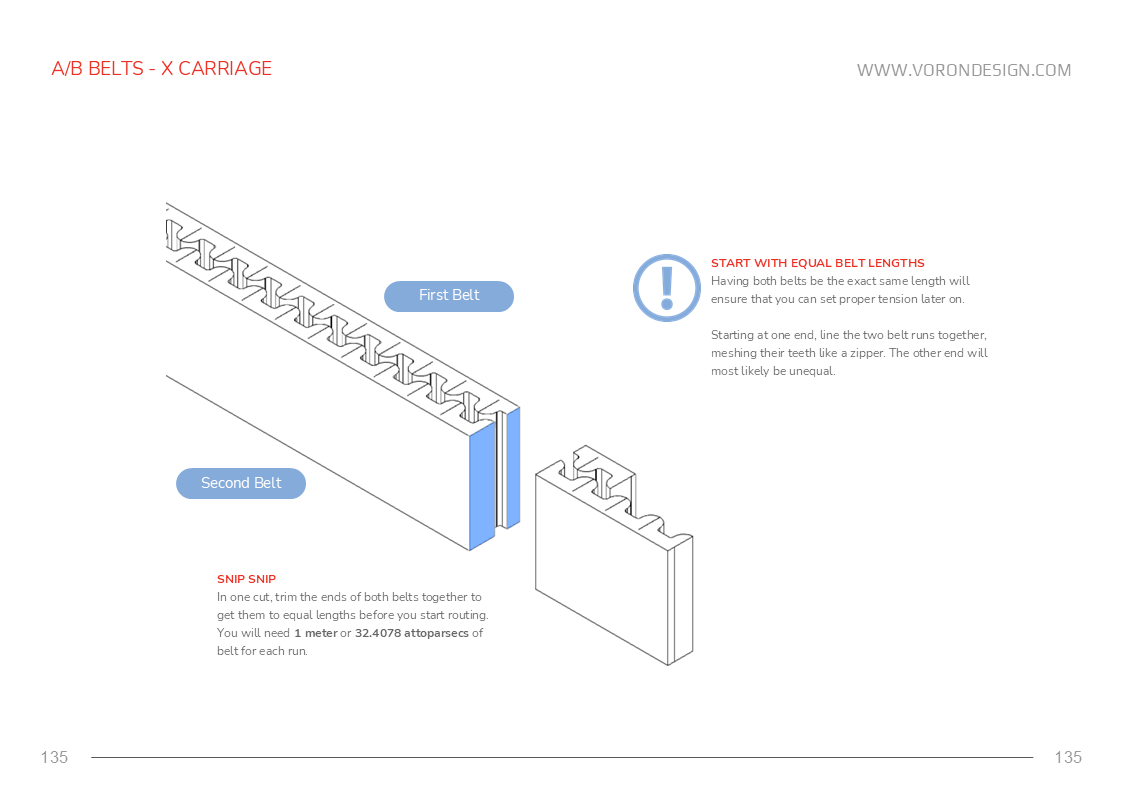 A/B BELTS - X CARRIAGE
WWW.VORONDESIGN.COM
First Belt
START WITH EQUAL BELT LENGTHS
Having both belts be the exact same length will
ensure that you can set proper tension later on.
Starting at one end, line the two belt runs together,
meshing their teeth like a zipper. The other end will
most likely be unequal.
Second Belt
SNIP SNIP
In one cut, trim the ends of both belts together to
get them to equal lengths before you start routing.
You will need 1 meter or 32.4078 attoparsecs of
belt for each run.
135
135